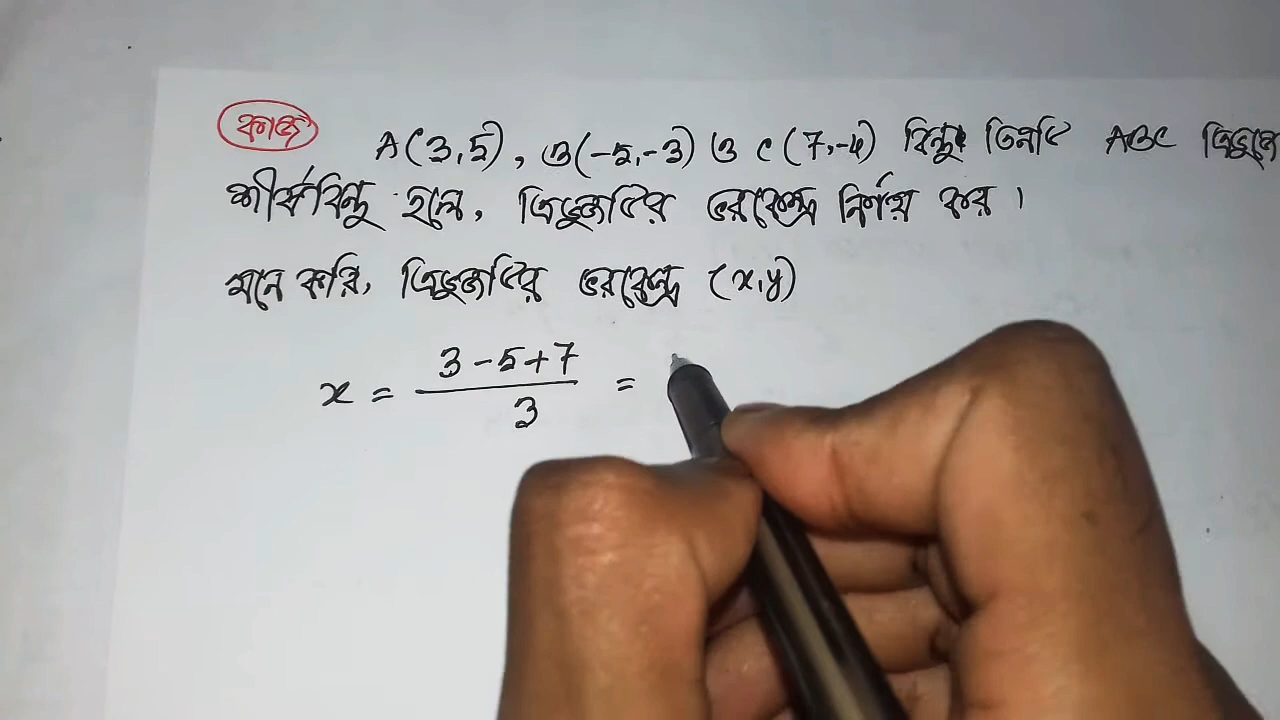 কাজ
A(3,5), B(-5,-3) ও C(7,-4) বিন্দু তিনটি ABC ত্রিভুজে
শীর্ষবিন্দু হলে, ত্রিভুজটির ভরকেন্দ্র নির্ণয় কর।
মনে করি, ত্রিভুজটির ভরকেন্দ্র (x,y)
x = 3-5+7 / 3 =